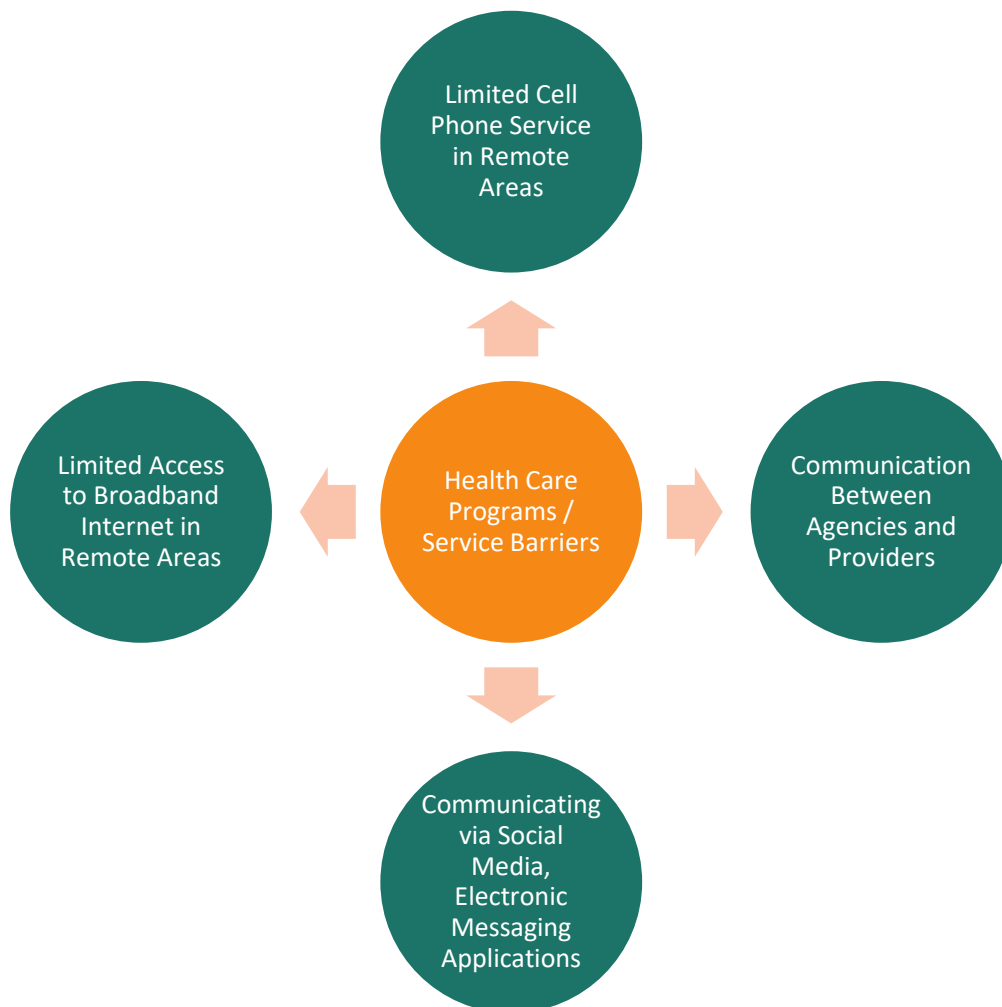 Limited Cell
Phone Service
in Remote
Areas
Limited Access
to Broadband
Internet in
Remote Areas
Health Care
Programs /
Service Barriers
Communication
Between
Agencies and
Providers
Communicating
via Social
Media,
Electronic
Messaging
Applications